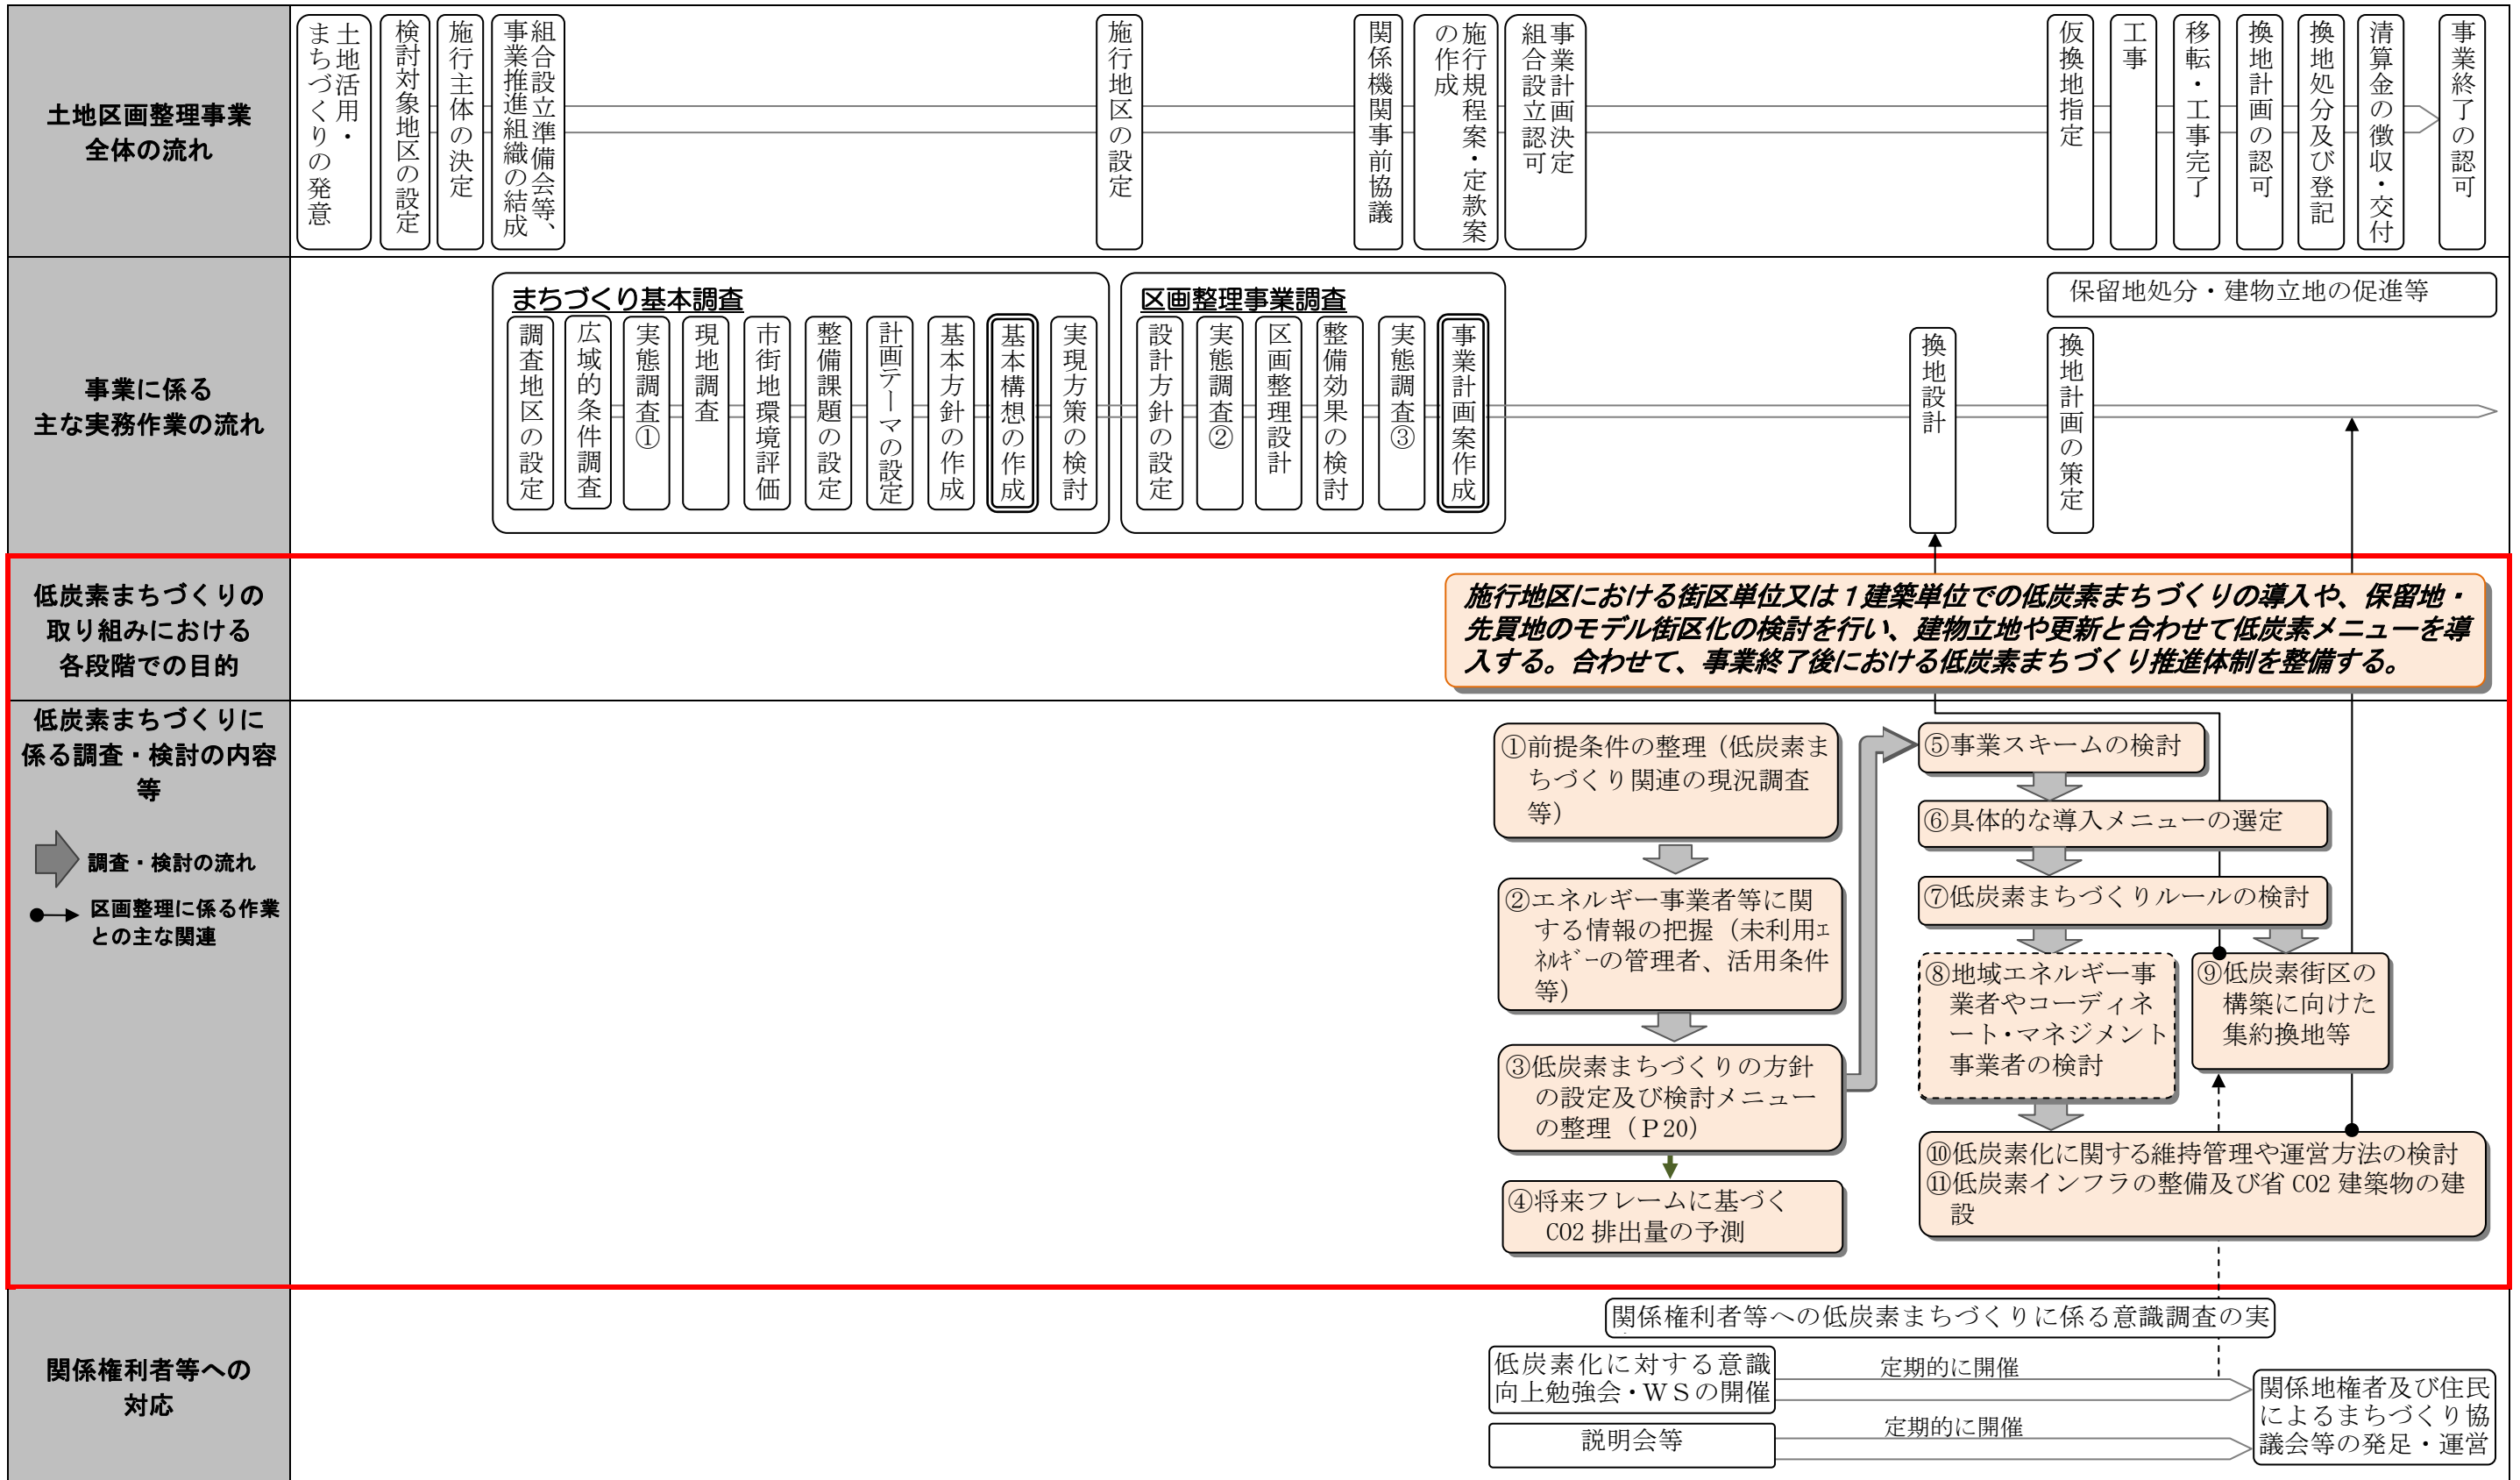 土地区画整理事業
全体の流れ
土地活用・
まちづくりの発意
検討対象地区の設定
施行主体の決定
組合設立準備会等、
事業推進組織の結成
施行地区の設定
関係機関事前協議
施行規程案・定款案
の作成
事業計画決定
組合設立認可
仮換地指定
工事
移転・工事完了
換地計画の認可
換地処分及び登記
清算金の徴収・交付
事業終了の認可
事業に係る
主な実務作業の流れ
まちづくり基本調査
調査地区の設定
広域的条件調査
実態調査①
現地調査
市街地環境評価
整備課題の設定
計画テーマの設定
基本方針の作成
基本構想の作成
実現方策の検討
区画整理事業調査
設計方針の設定
実態調査②
区画整理設計
整備効果の検討
実態調査③
事業計画案作成
換地設計
保留地処分・建物立地の促進等
換地計画の策定
低炭素まちづくりの
取り組みにおける
各段階での目的
施行地区における街区単位又は1建築単位での低炭素まちづくりの導入や、保留地・
先買地のモデル街区化の検討を行い、建物立地や更新と合わせて低炭素メニューを導
入する。合わせて、事業終了後における低炭素まちづくり推進体制を整備する。
低炭素まちづくりに
係る調査・検討の内容
等
調査・検討の流れ
区画整理に係る作業
との主な関連
①前提条件の整理（低炭素ま
ちづくり関連の現況調査
等）
②エネルギー事業者等に関
する情報の把握（未利用ｴ
ﾈﾙｷﾞｰの管理者、活用条件
等）
③低炭素まちづくりの方針
の設定及び検討メニュー
の整理（Ｐ20）
④将来フレームに基づく
CO2 排出量の予測
⑤事業スキームの検討
⑥具体的な導入メニューの選定
⑦低炭素まちづくりルールの検討
⑧地域エネルギー事
業者やコーディネ
ート・マネジメント
事業者の検討
⑨低炭素街区の
構築に向けた
集約換地等
⑩低炭素化に関する維持管理や運営方法の検討
⑪低炭素インフラの整備及び省 CO2 建築物の建
設
関係権利者等への
対応
関係権利者等への低炭素まちづくりに係る意識調査の実
低炭素化に対する意識
向上勉強会・ＷＳの開催
定期的に開催
説明会等
定期的に開催
関係地権者及び住民
によるまちづくり協
議会等の発足・運営